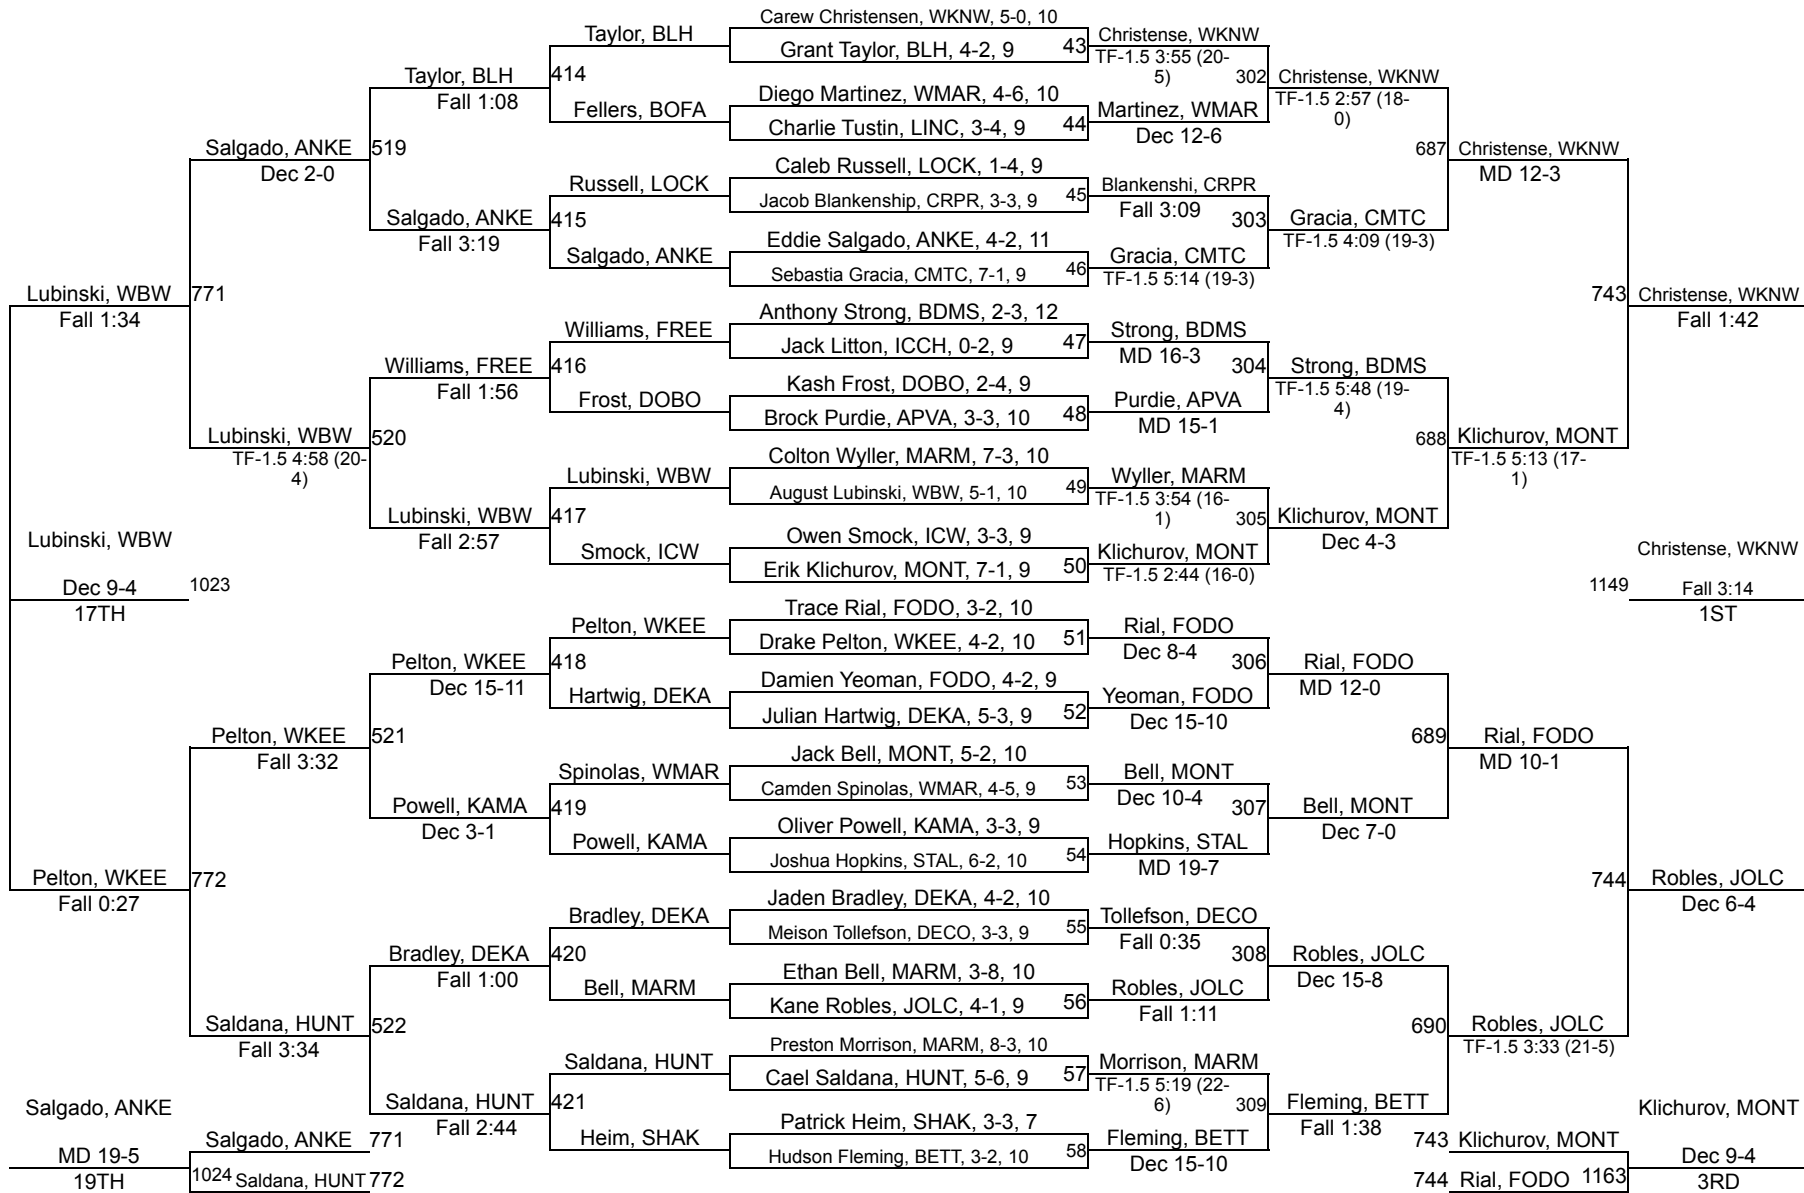 Carew Christensen, WKNW, 5-0, 10
Taylor, BLH
Grant Taylor, BLH, 4-2, 9
43
Christense, WKNW
TF-1.5 3:55 (20-
5)
Taylor, BLH
Fall 1:08
414
302
Christense, WKNW
TF-1.5 2:57 (18-
0)
Fellers, BOFA
Diego Martinez, WMAR, 4-6, 10
Charlie Tustin, LINC, 3-4, 9
44
Martinez, WMAR
Dec 12-6
Salgado, ANKE
Dec 2-0
519
687
Christense, WKNW
MD 12-3
Russell, LOCK
Caleb Russell, LOCK, 1-4, 9
Jacob Blankenship, CRPR, 3-3, 9
45
Blankenshi, CRPR
Fall 3:09
Salgado, ANKE
Fall 3:19
415
303
Gracia, CMTC
TF-1.5 4:09 (19-3)
Salgado, ANKE
Eddie Salgado, ANKE, 4-2, 11
Sebastia Gracia, CMTC, 7-1, 9
46
Gracia, CMTC
TF-1.5 5:14 (19-3)
Lubinski, WBW
Fall 1:34
771
743
Christense, WKNW
Fall 1:42
Williams, FREE
Anthony Strong, BDMS, 2-3, 12
Jack Litton, ICCH, 0-2, 9
47
Strong, BDMS
MD 16-3
Williams, FREE
Fall 1:56
416
304
Strong, BDMS
TF-1.5 5:48 (19-
4)
Frost, DOBO
Kash Frost, DOBO, 2-4, 9
Brock Purdie, APVA, 3-3, 10
48
Purdie, APVA
MD 15-1
Lubinski, WBW
TF-1.5 4:58 (20-
4)
520
688
Klichurov, MONT
TF-1.5 5:13 (17-
1)
Lubinski, WBW
Colton Wyller, MARM, 7-3, 10
August Lubinski, WBW, 5-1, 10
49
Wyller, MARM
TF-1.5 3:54 (16-
1)
Lubinski, WBW
Fall 2:57
417
305
Klichurov, MONT
Dec 4-3
Smock, ICW
Owen Smock, ICW, 3-3, 9
Erik Klichurov, MONT, 7-1, 9
50
Klichurov, MONT
TF-1.5 2:44 (16-0)
Lubinski, WBW
Dec 9-4
17TH
1023
Christense, WKNW
1149
Fall 3:14
1ST
Pelton, WKEE
Trace Rial, FODO, 3-2, 10
Drake Pelton, WKEE, 4-2, 10
51
Rial, FODO
Dec 8-4
Pelton, WKEE
Dec 15-11
418
306
Rial, FODO
MD 12-0
Hartwig, DEKA
Damien Yeoman, FODO, 4-2, 9
Julian Hartwig, DEKA, 5-3, 9
52
Yeoman, FODO
Dec 15-10
Pelton, WKEE
Fall 3:32
521
689
Rial, FODO
MD 10-1
Spinolas, WMAR
Jack Bell, MONT, 5-2, 10
Camden Spinolas, WMAR, 4-5, 9
53
Bell, MONT
Dec 10-4
Powell, KAMA
Dec 3-1
419
307
Bell, MONT
Dec 7-0
Powell, KAMA
Oliver Powell, KAMA, 3-3, 9
Joshua Hopkins, STAL, 6-2, 10
54
Hopkins, STAL
MD 19-7
Pelton, WKEE
Fall 0:27
772
744
Robles, JOLC
Dec 6-4
Bradley, DEKA
Jaden Bradley, DEKA, 4-2, 10
Meison Tollefson, DECO, 3-3, 9
55
Tollefson, DECO
Fall 0:35
Bradley, DEKA
Fall 1:00
420
308
Robles, JOLC
Dec 15-8
Bell, MARM
Ethan Bell, MARM, 3-8, 10
Kane Robles, JOLC, 4-1, 9
56
Robles, JOLC
Fall 1:11
Saldana, HUNT
Fall 3:34
522
690
Robles, JOLC
TF-1.5 3:33 (21-5)
Saldana, HUNT
Preston Morrison, MARM, 8-3, 10
Cael Saldana, HUNT, 5-6, 9
57
Morrison, MARM
TF-1.5 5:19 (22-
6)
Saldana, HUNT
Fall 2:44
421
309
Fleming, BETT
Fall 1:38
Heim, SHAK
Patrick Heim, SHAK, 3-3, 7
Hudson Fleming, BETT, 3-2, 10
58
Fleming, BETT
Dec 15-10
Salgado, ANKE
MD 19-5
19TH
Salgado, ANKE 771
1024 Saldana, HUNT 772
Klichurov, MONT
743 Klichurov, MONT
744 Rial, FODO 1163
Dec 9-4
3RD